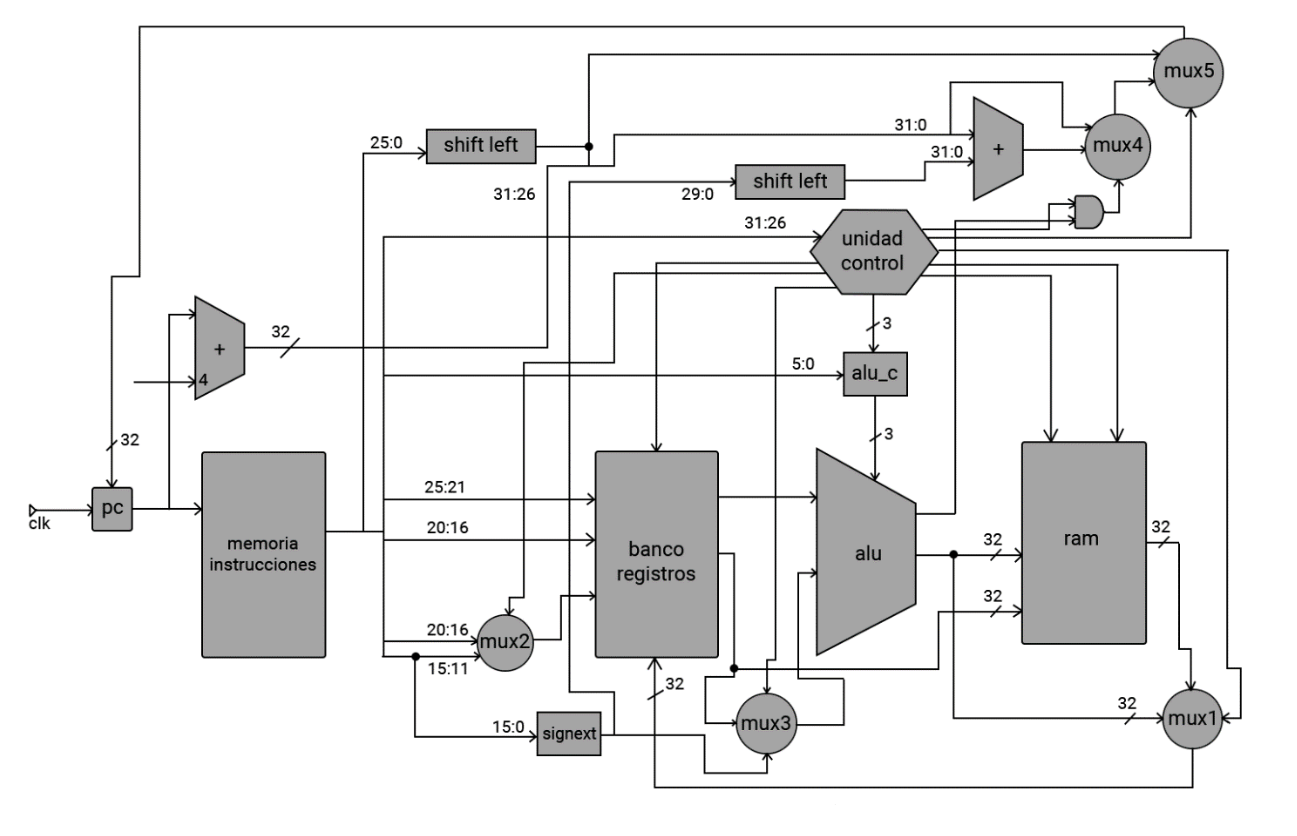 mux5
25:0
shift left
31:0
+
mux4
31:0
shift left
29:0
31:26
31:26
unidad
control
32
+
4
3
5:0
alu_c
3
32
pc
clk
memoria
instrucciones
25:21
20:16
20:16
15:11
mux2
banco
registros
alu
32
32
ram
32
32
mux3
15:0
signext
32
mux1